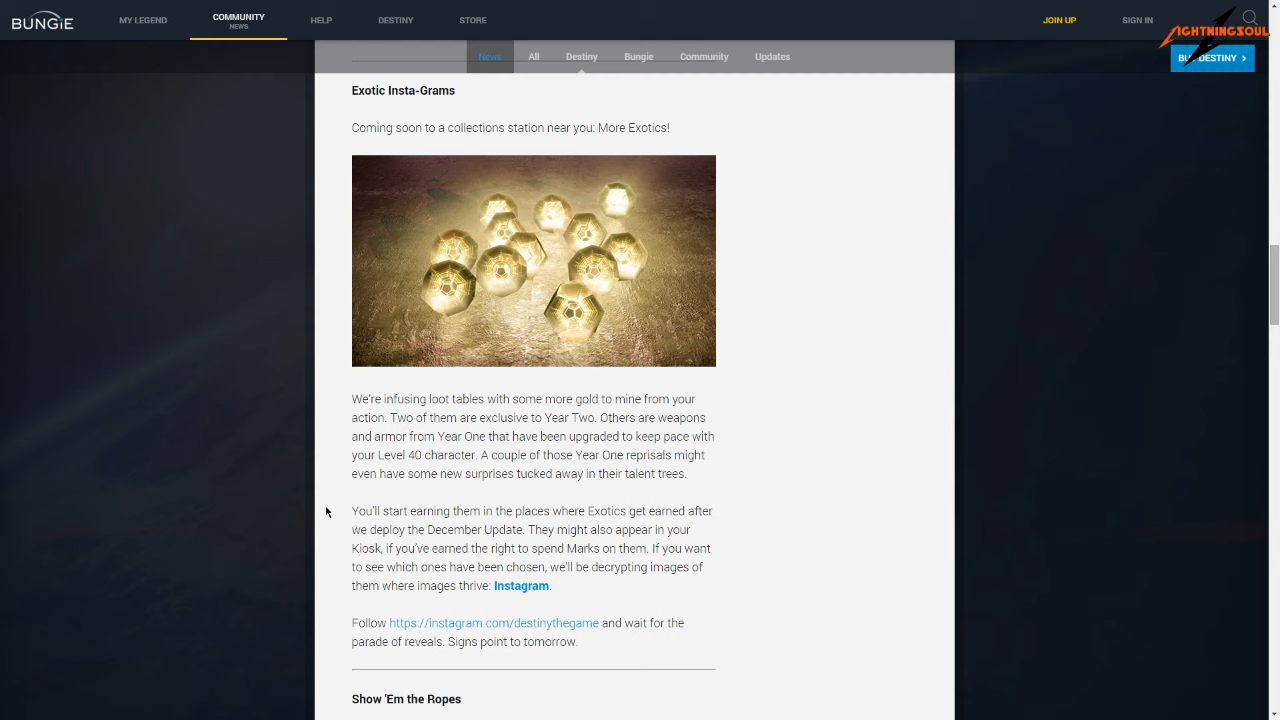 BUNGiE
MY LEGEND
COMMUNITY
NEWS
HELP
DESTINY
STORE
JOIN UP
SIGN IN
IGHTNINGSOUL
News
All
Destiny
Bungie
Community
Updates
DESTINY
Exotic Insta-Grams
Coming soon to a collections station near you: More Exotics!
We're infusing loot tables with some more gold to mine from your
action. Two of them are exclusive to Year Two. Others are weapons
and armor from Year One that have been upgraded to keep pace with
your Level 40 character. A couple of those Year One reprisals might
even have some new surprises tucked away in their talent trees.
You'll start earning them in the places where Exotics get earned after
we deploy the December Update. They might also appear in your
Kiosk, if you've earned the right to spend Marks on them. If you want
to see which ones have been chosen, we'll be decrypting images of
them where images thrive: Instagram.
Follow https://instagram.com/destinythegame and wait for the
parade of reveals. Signs point to tomorrow.
Show 'Em the Ropes